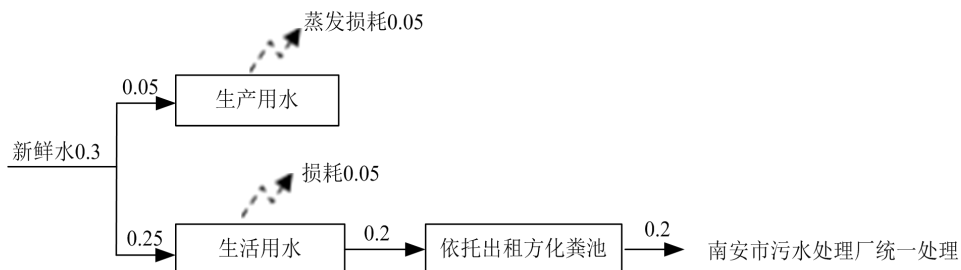 蒸发损耗0.05
0.05
生产用水
新鲜水0.3
损耗0.05
0.25
生活用水
0.2
依托出租方化粪池
0.2
南安市污水处理厂统一处理